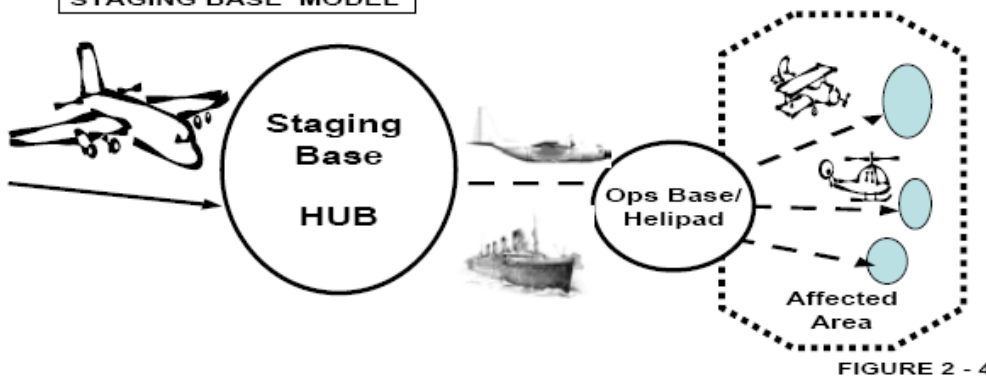 STAGING BASE MODEL
Staging
Base
HUB
Ops Base/
Helipad
Affected
Area
FIGURE 2 - 4